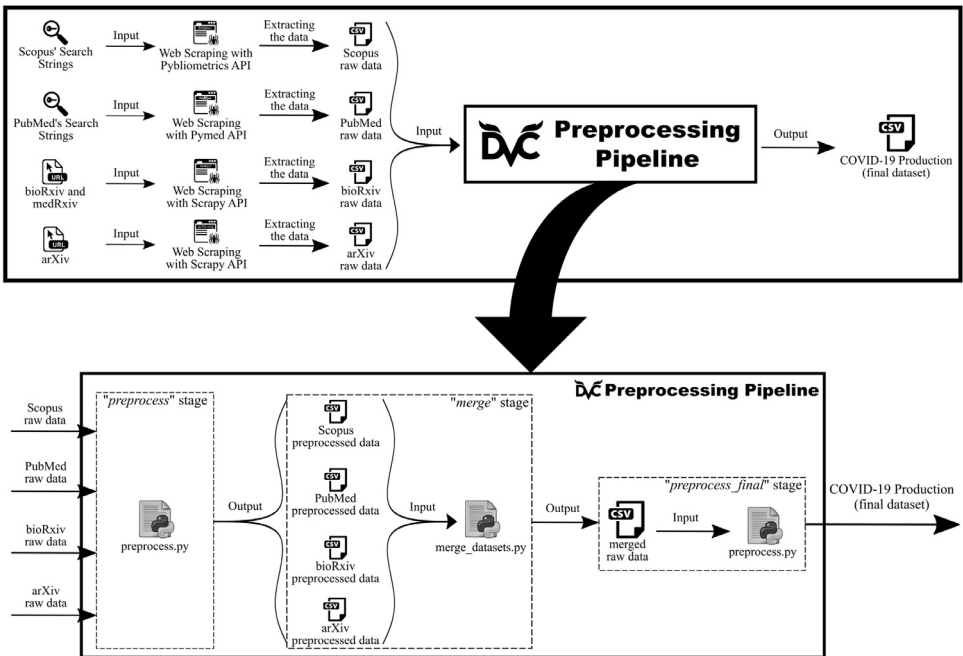 Scopus' Search
Strings
Input
Web Scraping with
Pybliometrics API
Extracting
the data
CSV
Scopus
raw data
PubMed's Search
Strings
Input
Web Scraping
with Pymed API
Extracting
the data
CSV
PubMed
raw data
URL
bioRxiv and
medRxiv
Input
Web Scraping
with Scrapy API
Extracting
the data
CSV
bioRxiv
raw data
URL
arXiv
Input
Web Scraping
with Scrapy API
Extracting
the data
CSV
arXiv
raw data
Input
DVC Preprocessing
Pipeline
Output
CSV
COVID-19 Production
(final dataset)
DVC Preprocessing Pipeline
Scopus
raw data
PubMed
raw data
bioRxiv
raw data
arXiv
raw data
"preprocess" stage
preprocess.py
Output
"merge" stage
CSV
Scopus
preprocessed data
CSV
PubMed
preprocessed data
CSV
bioRxiv
preprocessed data
CSV
arXiv
preprocessed data
Input
merge_datasets.py
Output
"preprocess_final" stage
CSV
merged
raw data
Input
preprocess.py
COVID-19 Production
(final dataset)